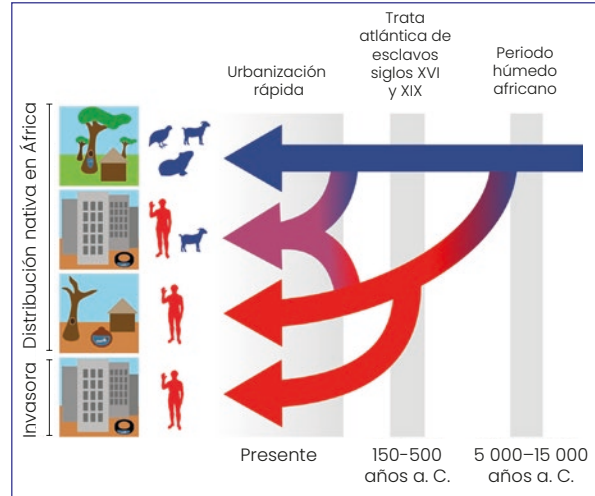 Urbanización
rápida
Trata
atlántica de
esclavos
siglos XVI
y XIX
Periodo
húmedo
africano
Distribución nativa en África
Invasora
Presente
150-500
años a. C.
5 000–15 000
años a. C.